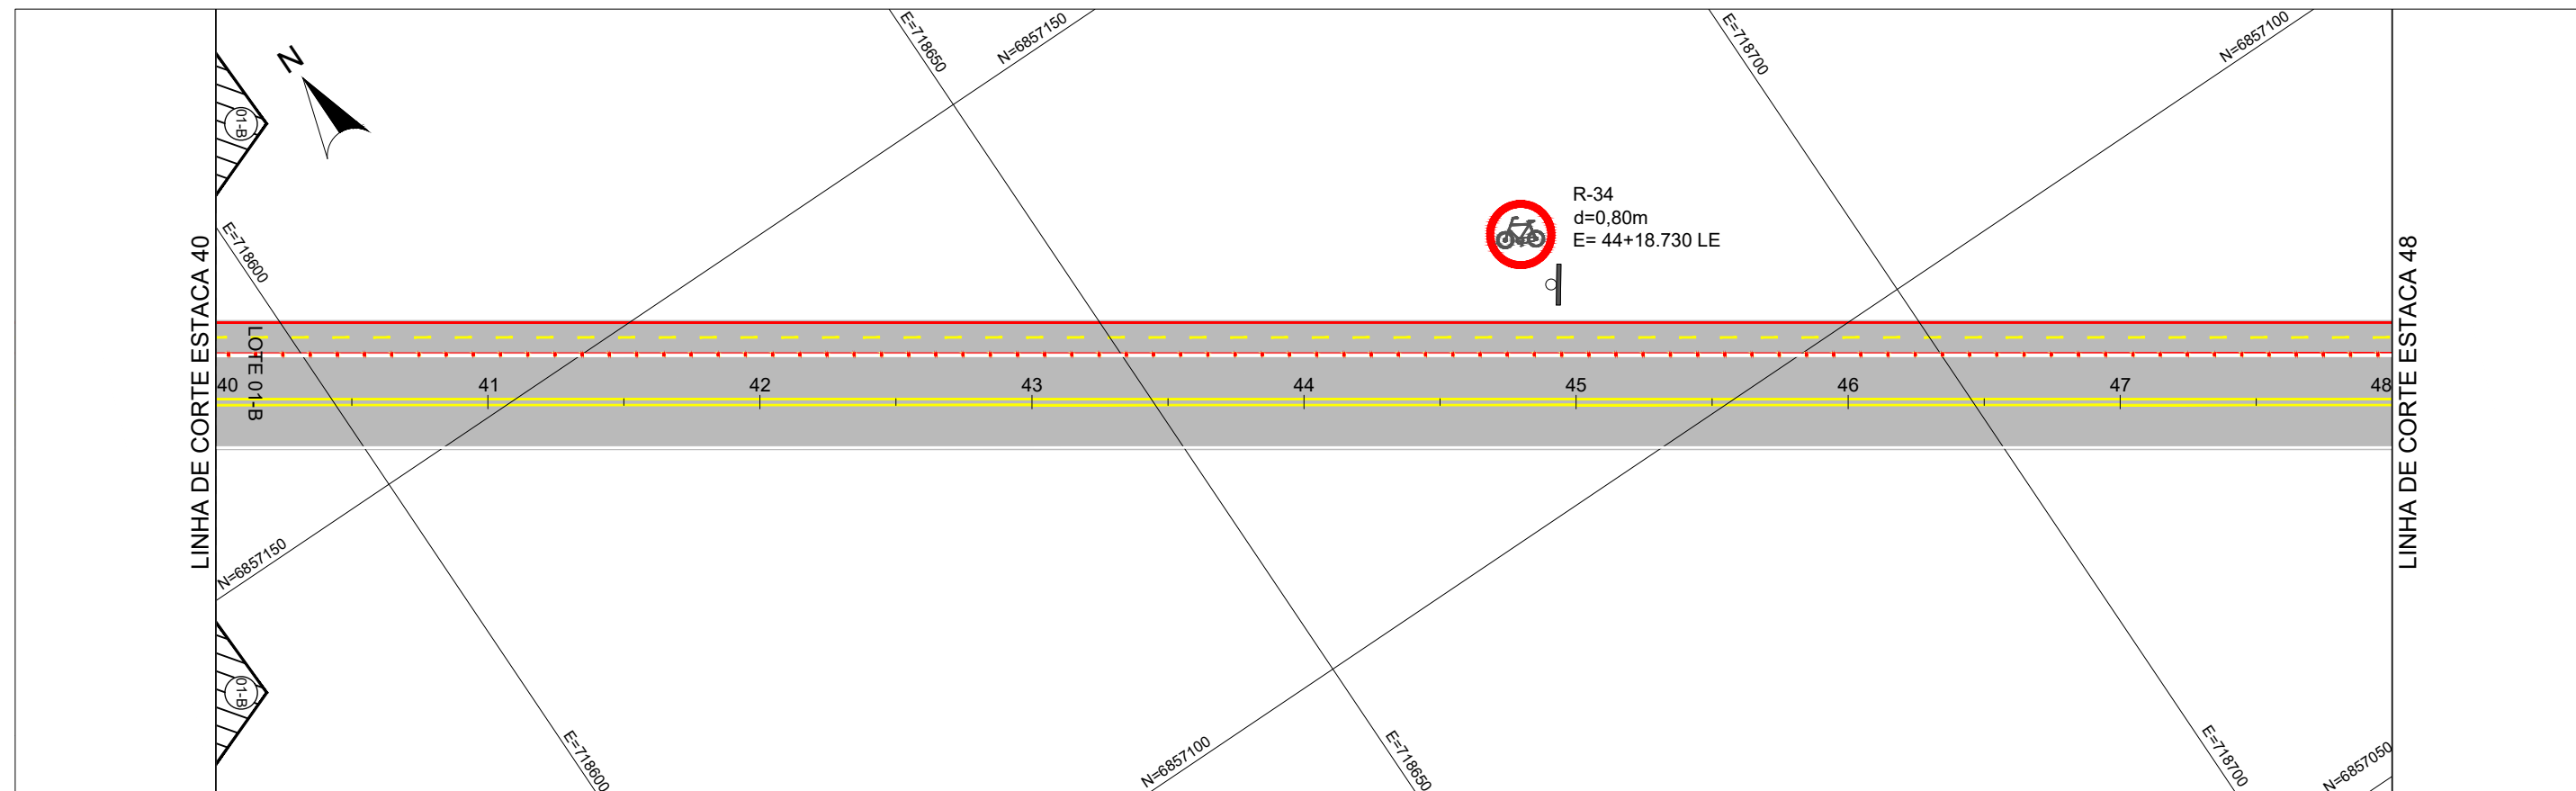 E=718650
N=6857150
E=718700
N=6857100
N
01-B
R-34
d=0,80m
E= 44+18.730 LE
E=718600
LINHA DE CORTE ESTACA 40
LINHA DE CORTE ESTACA 48
LOTE 01-B
40
41
42
43
44
45
46
47
48
N=6857150
01-B
E=718600
N=6857100
E=718650
E=718700
N=6857050